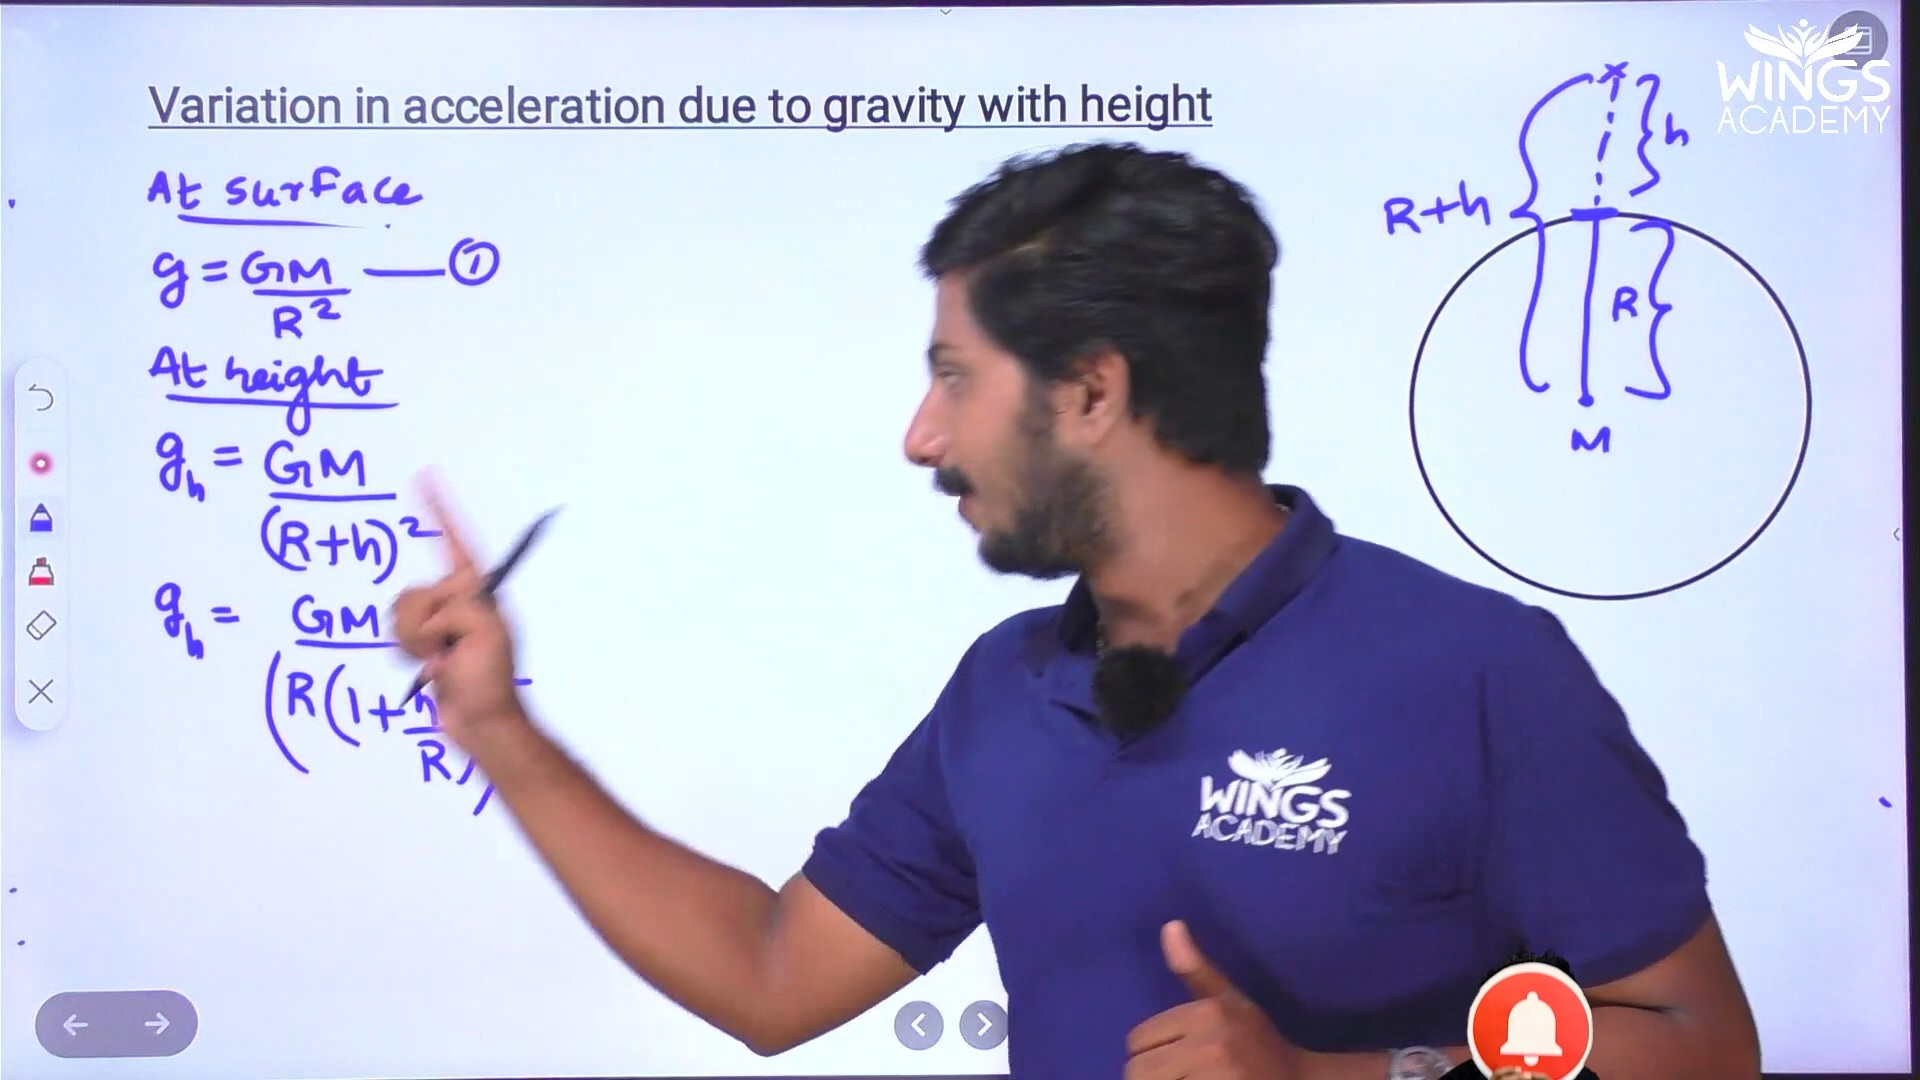 Variation in acceleration due to gravity with height
At surface
g = GM —— ①
R²
At height
g_h = GM
(R+h)²
g_h = GM
(R(1+h
R)
R+h
h
R
M
WINGS
ACADEMY
WINGS
ACADEMY